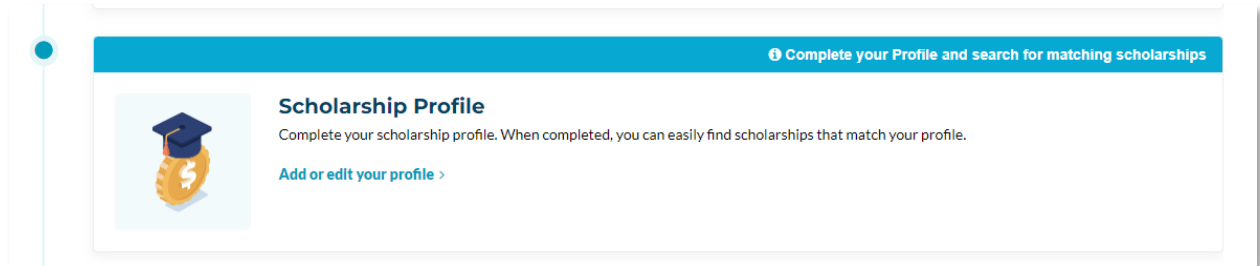 Complete your Profile and search for matching scholarships
Scholarship Profile
Complete your scholarship profile. When completed, you can easily find scholarships that match your profile.
Add or edit your profile >